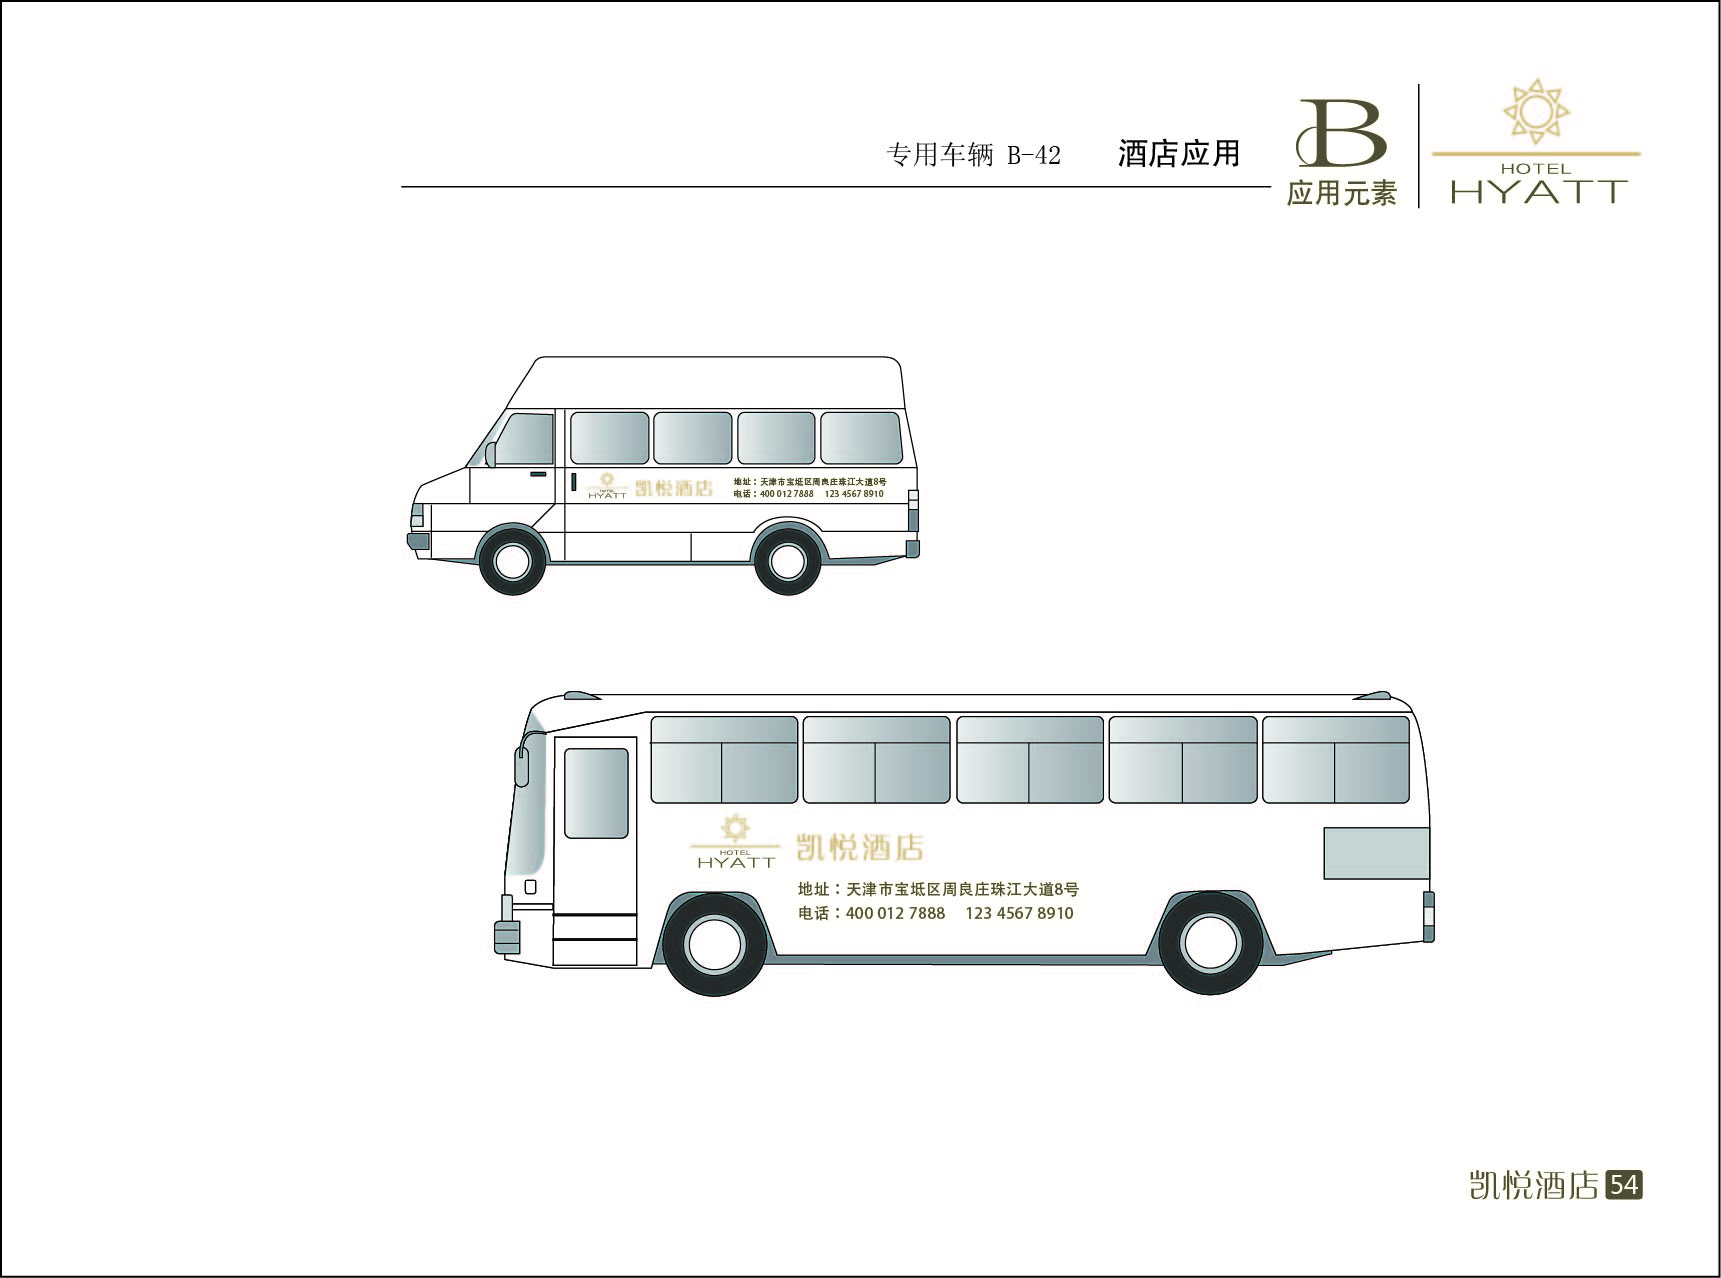 专用车辆 B-42 酒店应用
B
应用元素
HOTEL
HYATT
HOTEL
HYATT
凯悦酒店
地址：天津市宝坻区周良庄珠江大道8号
电话：400 012 7888 123 4567 8910
HOTEL
HYATT
凯悦酒店
地址：天津市宝坻区周良庄珠江大道8号
电话：400 012 7888 123 4567 8910
凯悦酒店 54